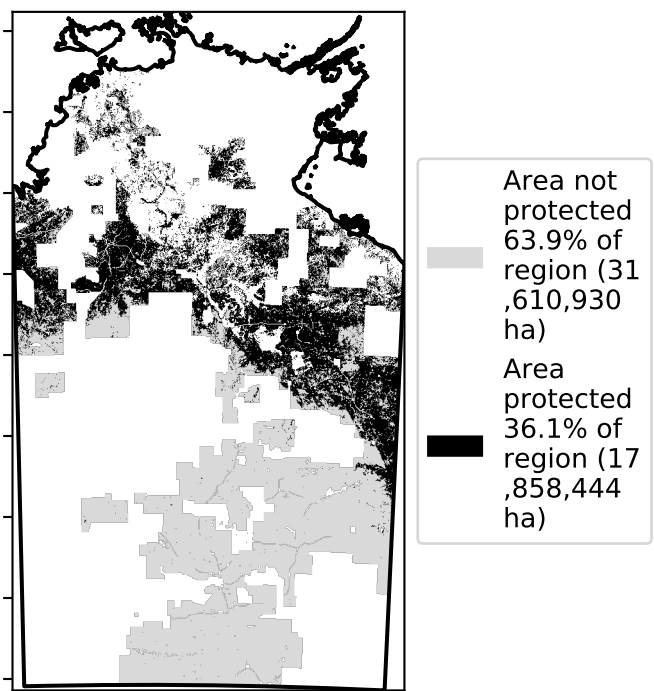 Area not
protected
63.9% of
region (31
,610,930
ha)
Area
protected
36.1% of
region (17
,858,444
ha)